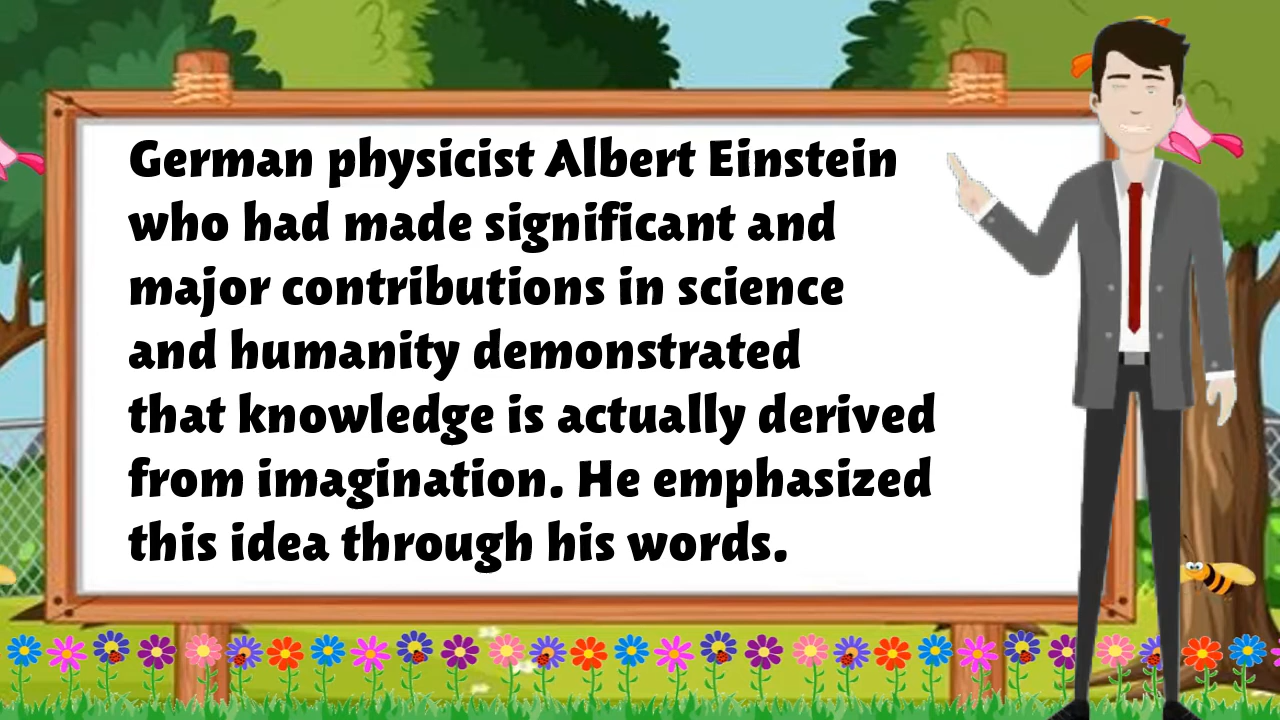 German physicist Albert Einstein
who had made significant and
major contributions in science
and humanity demonstrated
that knowledge is actually derived
from imagination. He emphasized
this idea through his words.